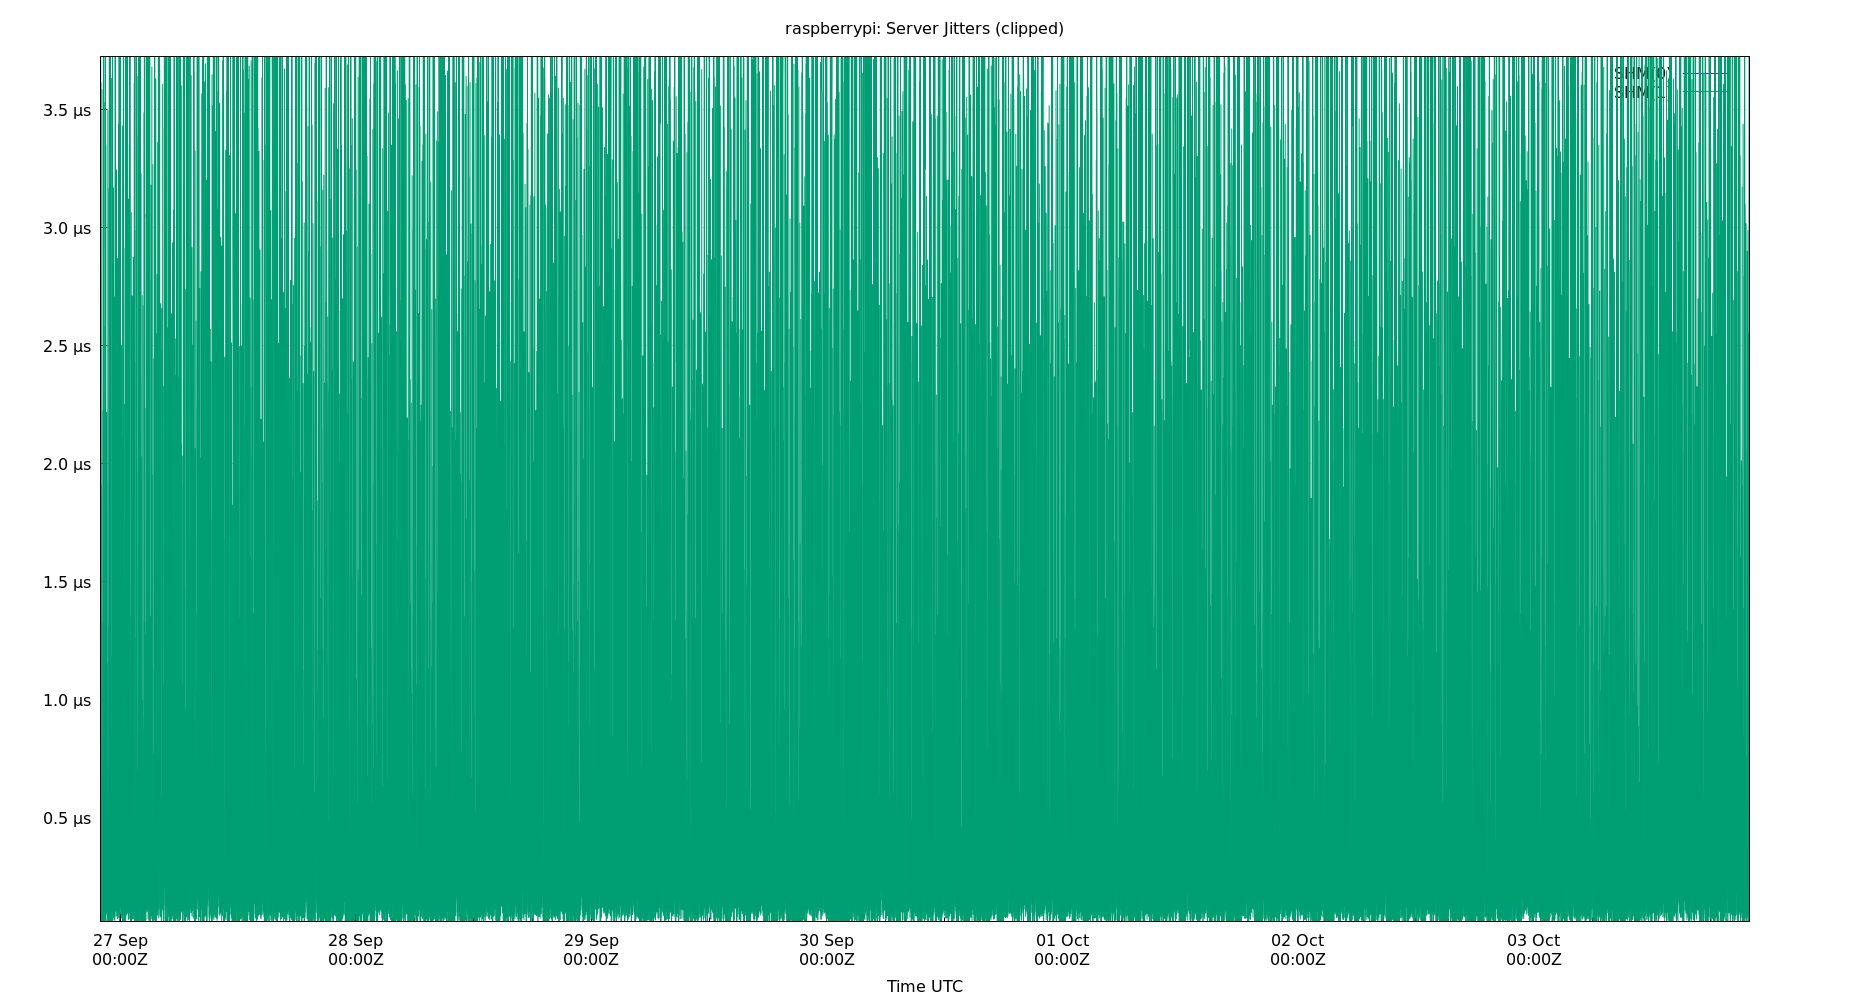 raspberrypi: Server Jitters (clipped)
SHM(0)
3.5 µs
3.0 µs
2.5 µs
2.0 µs
1.5 µs
1.0 µs
0.5 µs
27 Sep 28 Sep 29 Sep 30 Sep 01 Oct 02 Oct 03 Oct
00:00Z 00:00Z 00:00Z 00:00Z 00:00Z 00:00Z 00:00Z
Time UTC